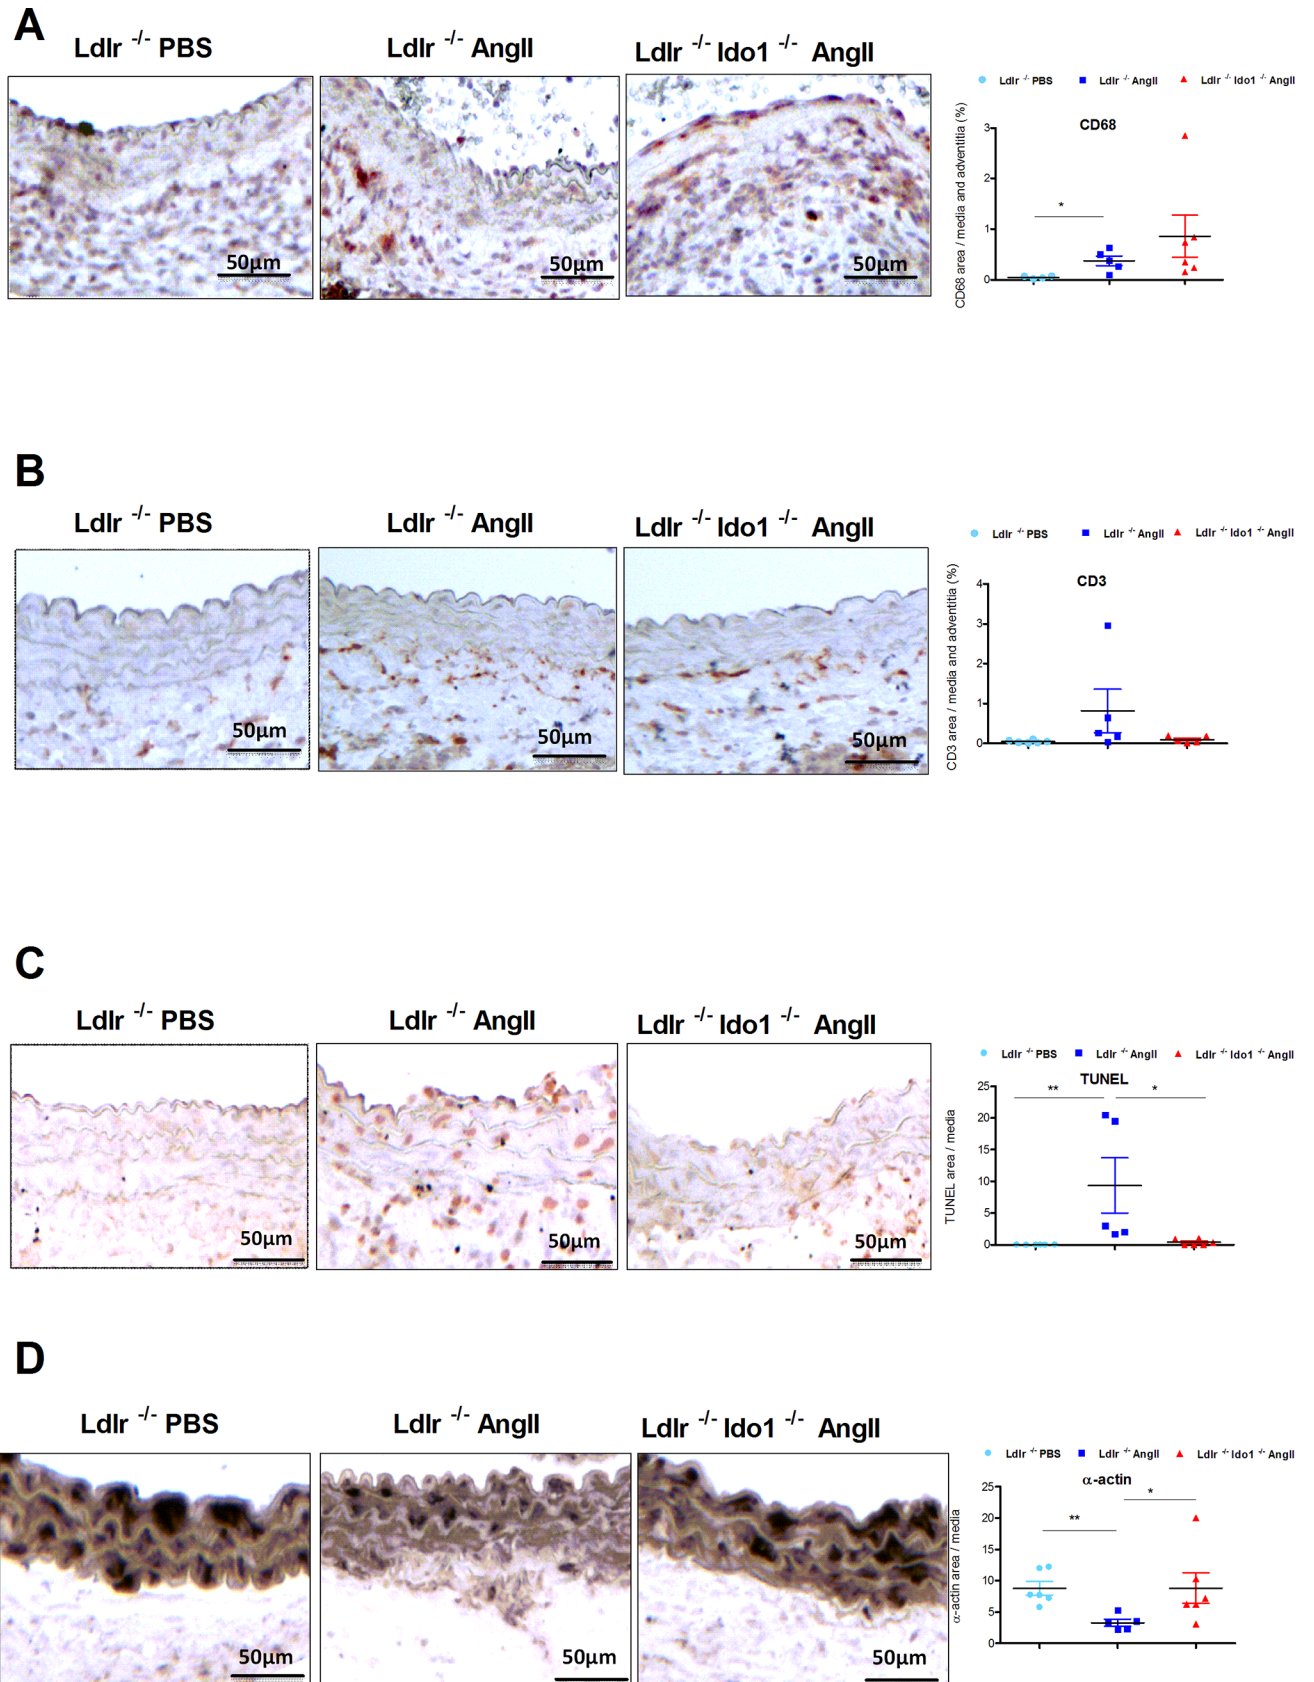 A
Ldlr -/- PBS
Ldlr -/- AngII
Ldlr -/- Ido1 -/- AngII
50µm
50µm
50µm
Ldlr -/- PBS
Ldlr -/- AngII
Ldlr -/- Ido1 -/- AngII
CD68
CD68 area / media and adventitia (%)
3
2
1
0
*
B
Ldlr -/- PBS
Ldlr -/- AngII
Ldlr -/- Ido1 -/- AngII
50µm
50µm
50µm
Ldlr -/- PBS
Ldlr -/- AngII
Ldlr -/- Ido1 -/- AngII
CD3
CD3 area / media and adventitia (%)
4
3
2
1
0
C
Ldlr -/- PBS
Ldlr -/- AngII
Ldlr -/- Ido1 -/- AngII
50µm
50µm
50µm
Ldlr -/- PBS
Ldlr -/- AngII
Ldlr -/- Ido1 -/- AngII
TUNEL
TUNEL area / media
25
20
15
10
5
0
**
*
D
Ldlr -/- PBS
Ldlr -/- AngII
Ldlr -/- Ido1 -/- AngII
50µm
50µm
50µm
Ldlr -/- PBS
Ldlr -/- AngII
Ldlr -/- Ido1 -/- AngII
α-actin
α-actin area / media
25
20
15
10
5
0
**
*